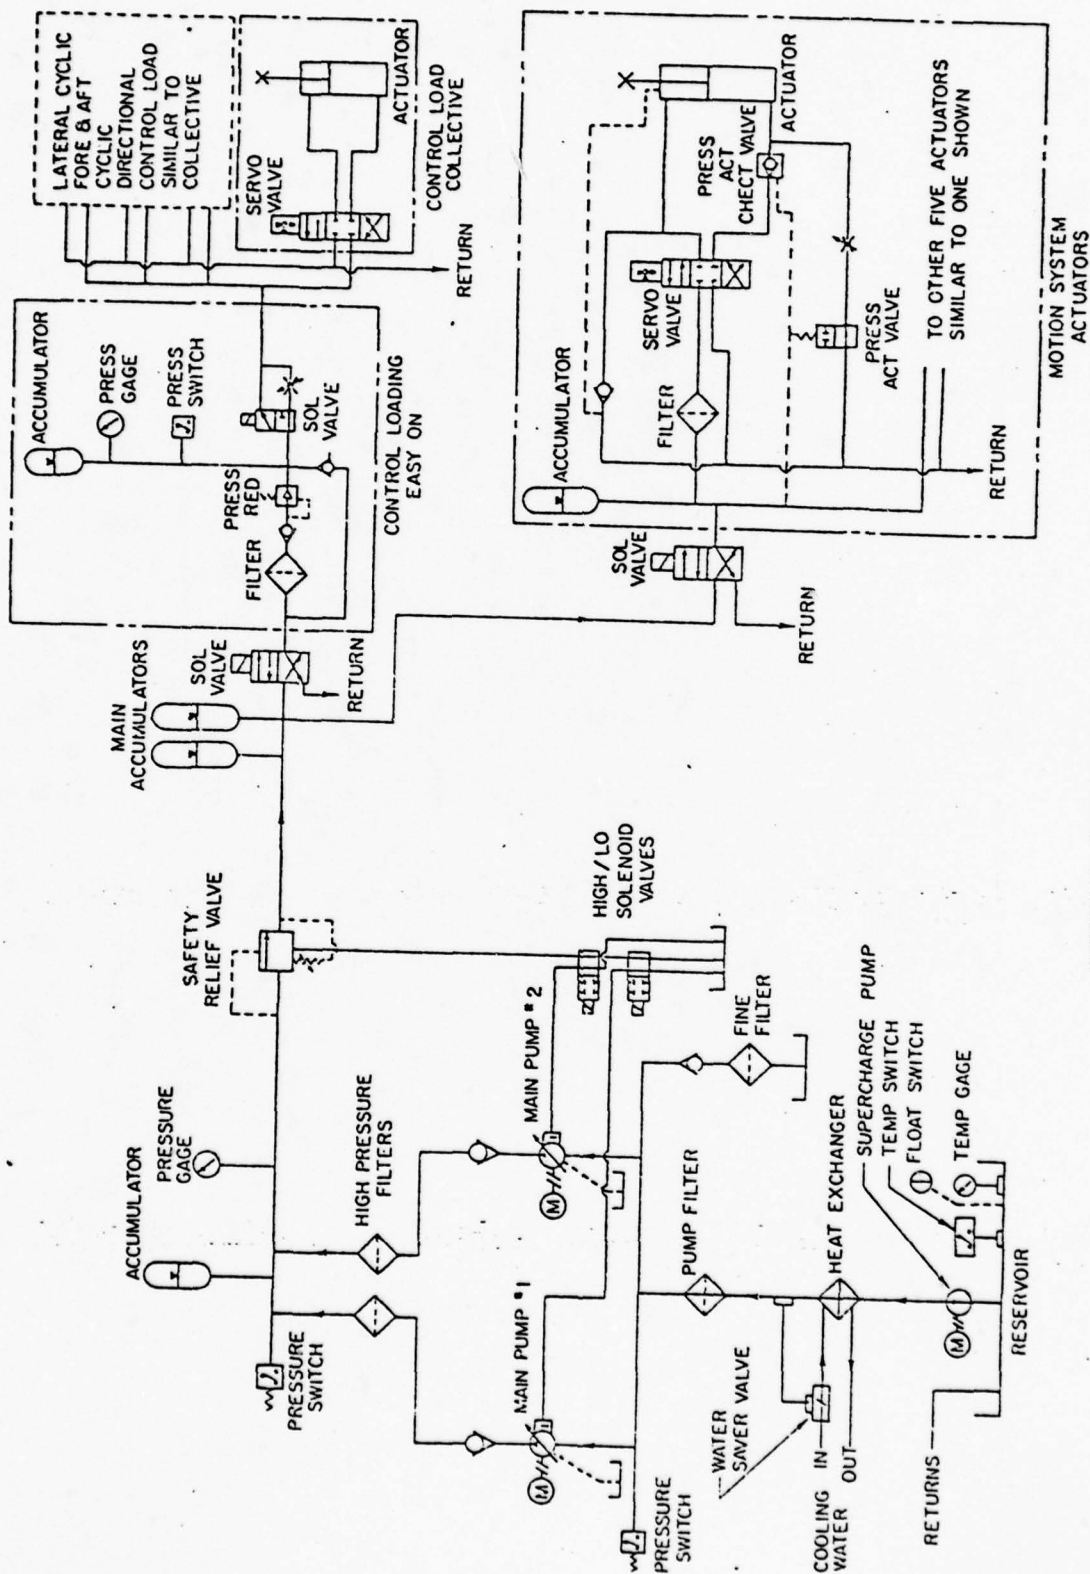 LATERAL CYCLIC
FORE & AFT
CYCLIC
DIRECTIONAL
CONTROL LOAD
SIMILAR TO
COLLECTIVE
SERVO
VALVE
ACTUATOR
CONTROL LOAD
COLLECTIVE
RETURN
ACCUMULATOR
PRESS
GAGE
PRESS
SWITCH
SOL
VALVE
PRESS
RED
FILTER
CONTROL LOADING
EASY ON
MAIN
ACCUMULATORS
SOL
VALVE
RETURN
SAFETY
RELIEF VALVE
PRESSURE
GAGE
ACCUMULATOR
PRESSURE
SWITCH
HIGH PRESSURE
FILTERS
MAIN PUMP #2
M
MAIN PUMP #1
M
HIGH/LO
SOLENOID
VALVES
FINE
FILTER
PUMP FILTER
PRESSURE
SWITCH
WATER
SAVER VALVE
COOLING IN
WATER OUT
HEAT EXCHANGER
SUPERCHARGE PUMP
TEMP SWITCH
FLOAT SWITCH
TEMP GAGE
M
RESERVOIR
RETURNS
ACTUATOR
PRESS
ACT
CHECT VALVE
SERVO
VALVE
PRESS
ACT VALVE
FILTER
ACCUMULATOR
SOL
VALVE
RETURN
RETURN
TO OTHER FIVE ACTUATORS
SIMILAR TO ONE SHOWN
MOTION SYSTEM
ACTUATORS